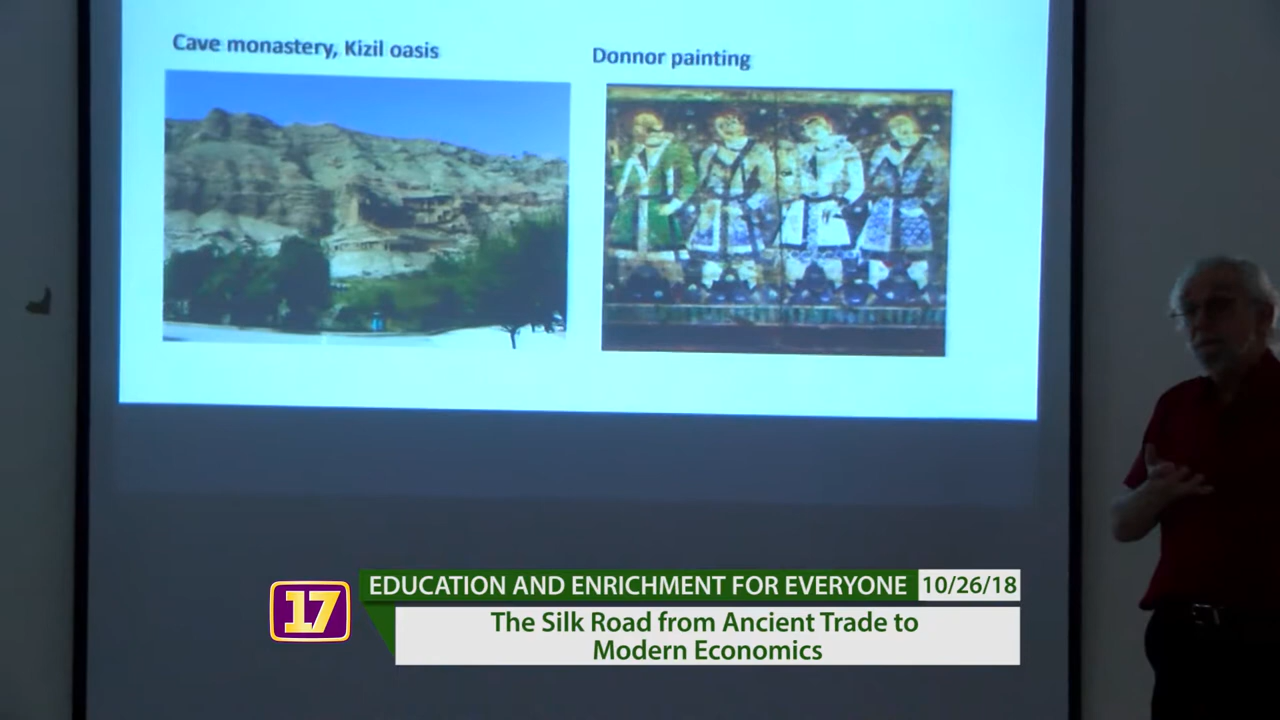 Cave monastery, Kizil oasis
Donnor painting
17
EDUCATION AND ENRICHMENT FOR EVERYONE 10/26/18
The Silk Road from Ancient Trade to
Modern Economics